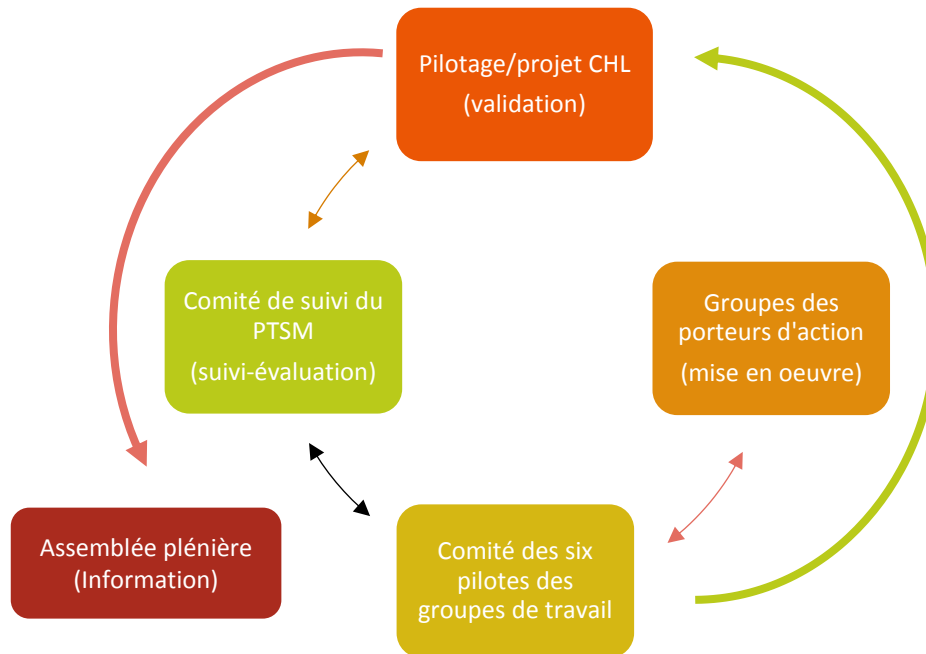 Pilotage/projet CHL
(validation)
Comité de suivi du
PTSM
(suivi-évaluation)
Groupes des
porteurs d'action
(mise en oeuvre)
Assemblée plénière
(Information)
Comité des six
pilotes des
groupes de travail